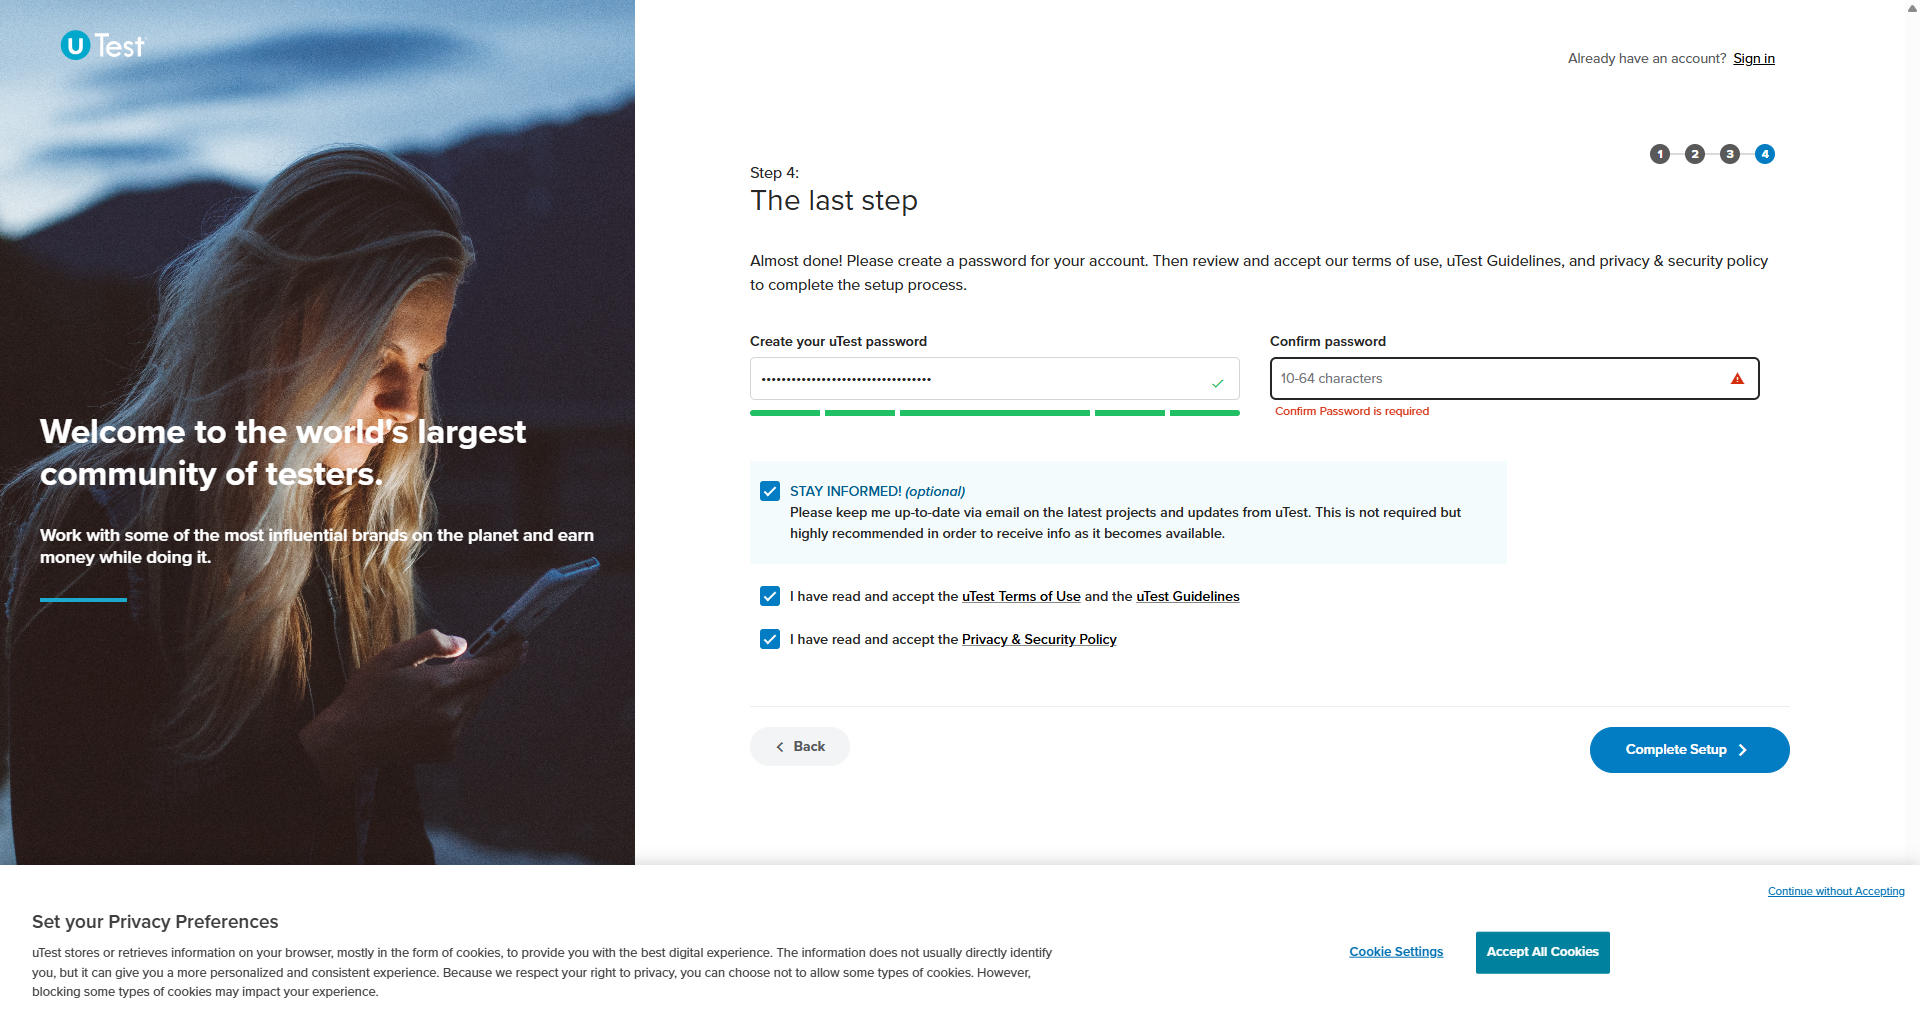 U Test
Already have an account? Sign in
1 2 3 4
Step 4:
The last step
Almost done! Please create a password for your account. Then review and accept our terms of use, uTest Guidelines, and privacy & security policy
to complete the setup process.
Create your uTest password
Confirm password
••••••••••••••••••••••••••••••••••
10-64 characters
Confirm Password is required
STAY INFORMED! (optional)
Please keep me up-to-date via email on the latest projects and updates from uTest. This is not required but
highly recommended in order to receive info as it becomes available.
I have read and accept the uTest Terms of Use and the uTest Guidelines
I have read and accept the Privacy & Security Policy
Back
Complete Setup
Welcome to the world's largest
community of testers.
Work with some of the most influential brands on the planet and earn
money while doing it.
Continue without Accepting
Set your Privacy Preferences
uTest stores or retrieves information on your browser, mostly in the form of cookies, to provide you with the best digital experience. The information does not usually directly identify
you, but it can give you a more personalized and consistent experience. Because we respect your right to privacy, you can choose not to allow some types of cookies. However,
blocking some types of cookies may impact your experience.
Cookie Settings
Accept All Cookies